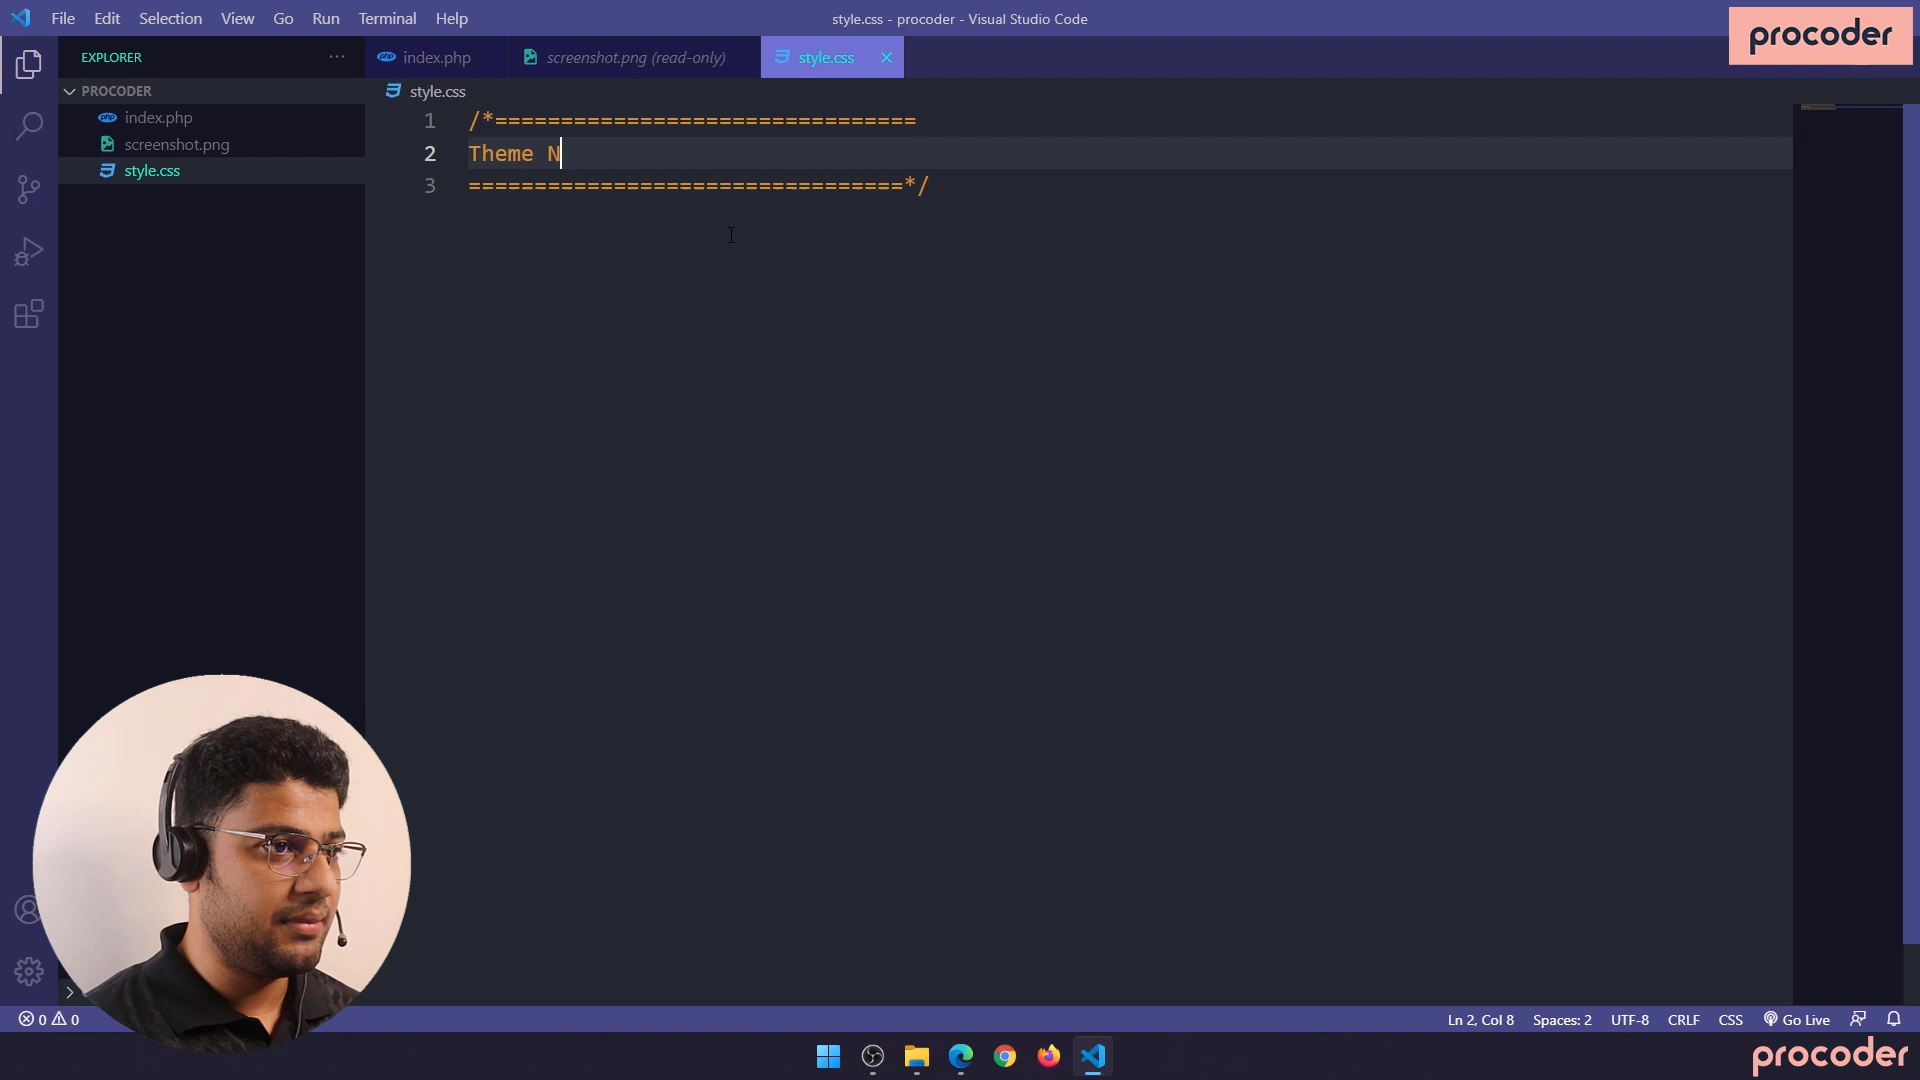 File Edit Selection View Go Run Terminal Help
style.css - procoder - Visual Studio Code
procoder
EXPLORER
index.php
screenshot.png (read-only)
style.css
PROCODER
style.css
index.php
screenshot.png
style.css
1 /*================================
2 Theme N
3 =================================*/
0 0
Ln 2, Col 8 Spaces: 2 UTF-8 CRLF CSS Go Live
procoder